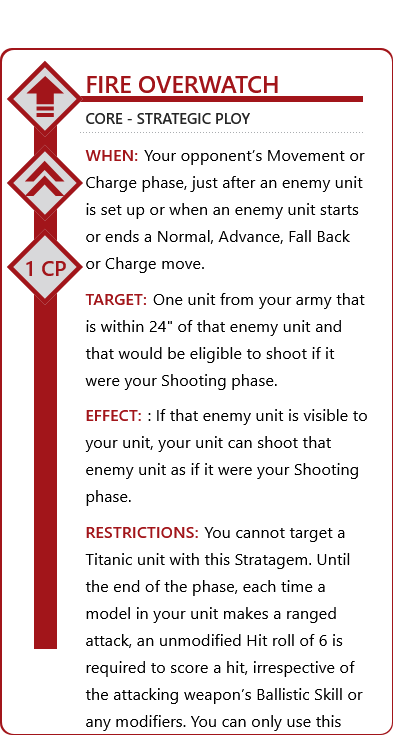 FIRE OVERWATCH
CORE - STRATEGIC PLOY
WHEN: Your opponent’s Movement or
Charge phase, just after an enemy unit
is set up or when an enemy unit starts
or ends a Normal, Advance, Fall Back
or Charge move.
1 CP
TARGET: One unit from your army that
is within 24" of that enemy unit and
that would be eligible to shoot if it
were your Shooting phase.
EFFECT: : If that enemy unit is visible to
your unit, your unit can shoot that
enemy unit as if it were your Shooting
phase.
RESTRICTIONS: You cannot target a
Titanic unit with this Stratagem. Until
the end of the phase, each time a
model in your unit makes a ranged
attack, an unmodified Hit roll of 6 is
required to score a hit, irrespective of
the attacking weapon’s Ballistic Skill or
any modifiers. You can only use this